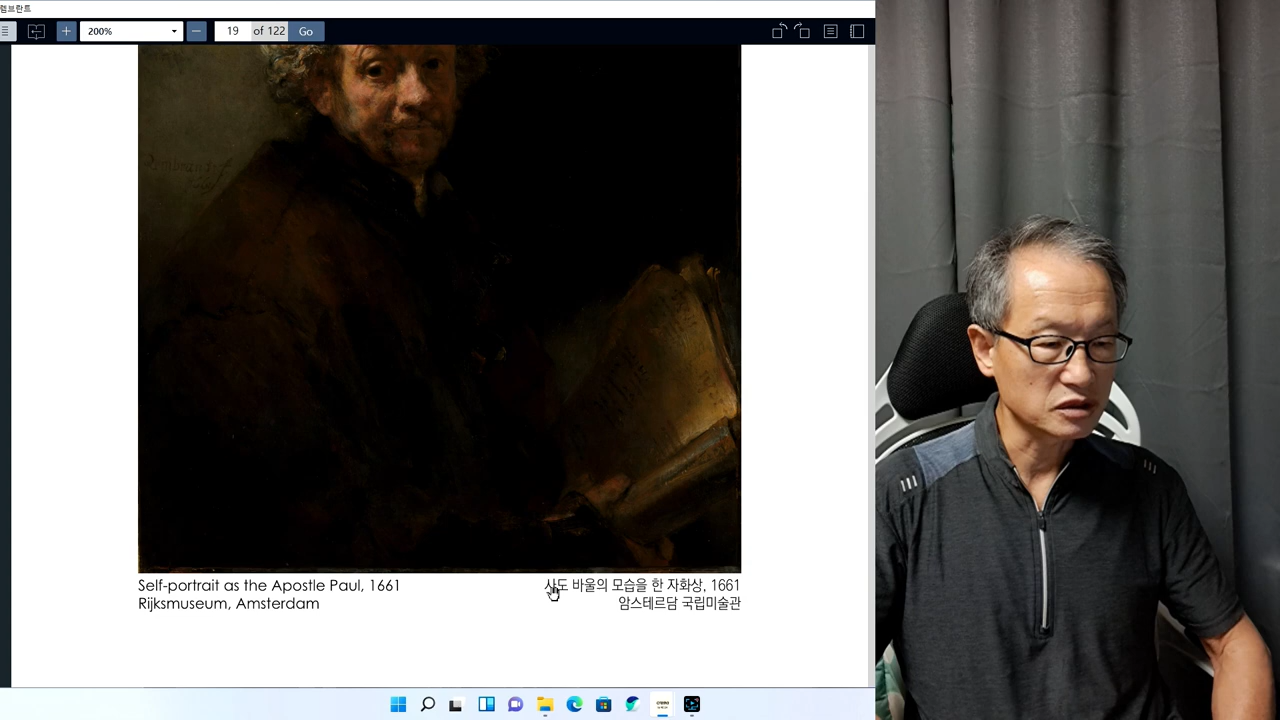 렘브란트
200%
19 of 122 Go
Self-portrait as the Apostle Paul, 1661
Rijksmuseum, Amsterdam
사도 바울의 모습을 한 자화상, 1661
암스테르담 국립미술관